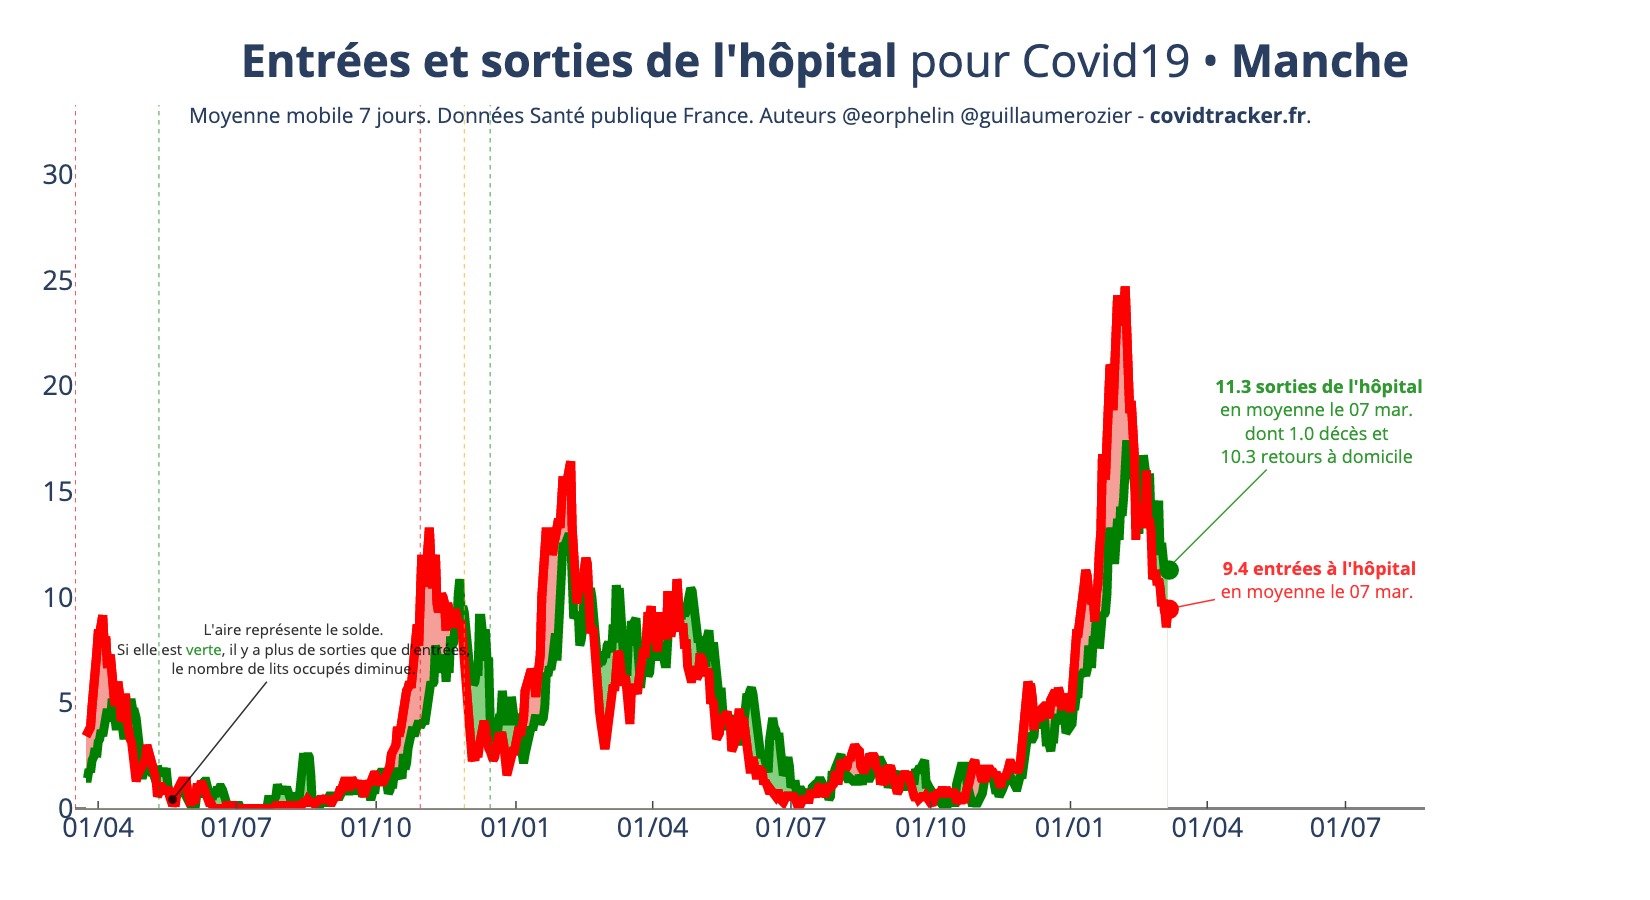 Entrées et sorties de l'hôpital pour Covid19 • Manche
Moyenne mobile 7 jours. Données Santé publique France. Auteurs @eorphelin @guillaumerozier - covidtracker.fr.
30
25
20
15
10
5
0
11.3 sorties de l'hôpital
en moyenne le 07 mar.
dont 1.0 décès et
10.3 retours à domicile
9.4 entrées à l'hôpital
en moyenne le 07 mar.
L'aire représente le solde.
Si elle est verte, il y a plus de sorties que d'entrées,
le nombre de lits occupés diminue.
01/04 01/07 01/10 01/01 01/04 01/07 01/10 01/01 01/04 01/07